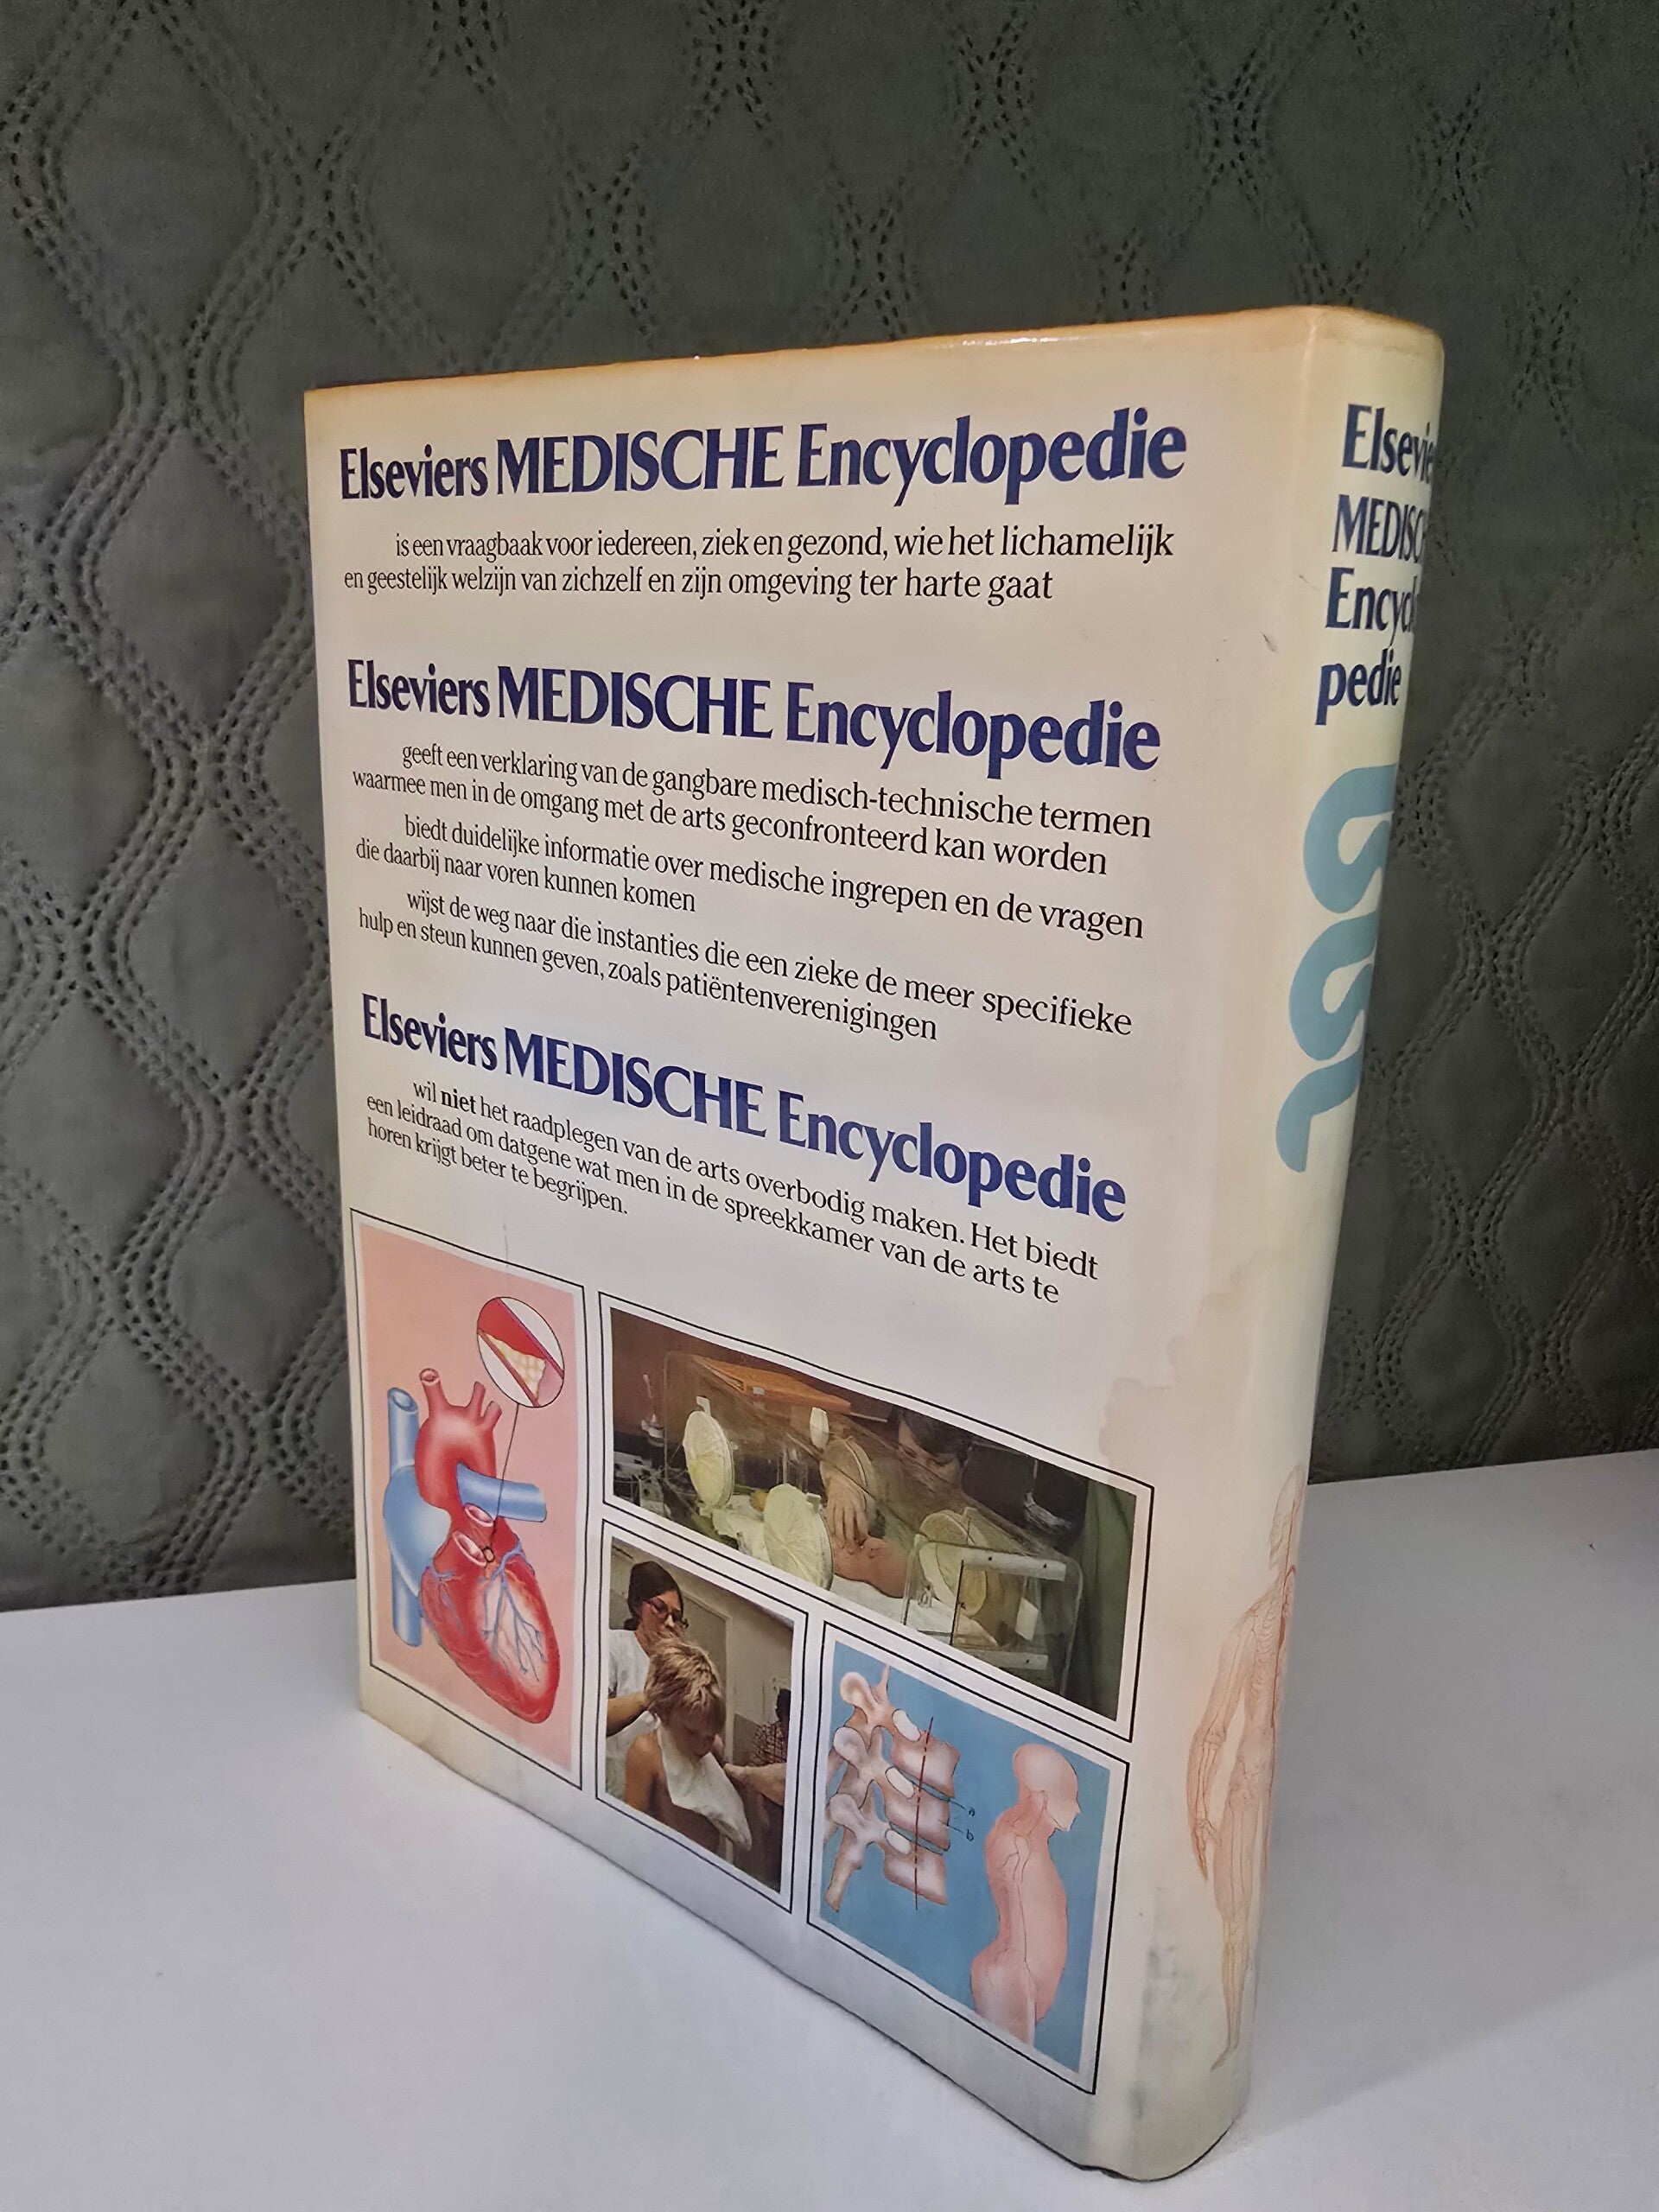 Elseviers MEDISCHE Encyclopedie
is een vraagbaak voor iedereen, ziek en gezond, wie het lichamelijk
en geestelijk welzijn van zichzelf en zijn omgeving ter harte gaat
Elseviers MEDISCHE Encyclopedie
geeft een verklaring van de gangbare medisch-technische termen
waarmee men in de omgang met de arts geconfronteerd kan worden
biedt duidelijke informatie over medische ingrepen en de vragen
die daarbij naar voren kunnen komen
wijst de weg naar die instanties die een zieke de meer specifieke
hulp en steun kunnen geven, zoals patiëntenverenigingen
Elseviers MEDISCHE Encyclopedie
wil niet het raadplegen van de arts overbodig maken. Het biedt
een leidraad om datgene wat men in de spreekkamer van de arts te
horen krijgt beter te begrijpen.
a
b
Elsevie
MEDISC
Encyclo
pedie